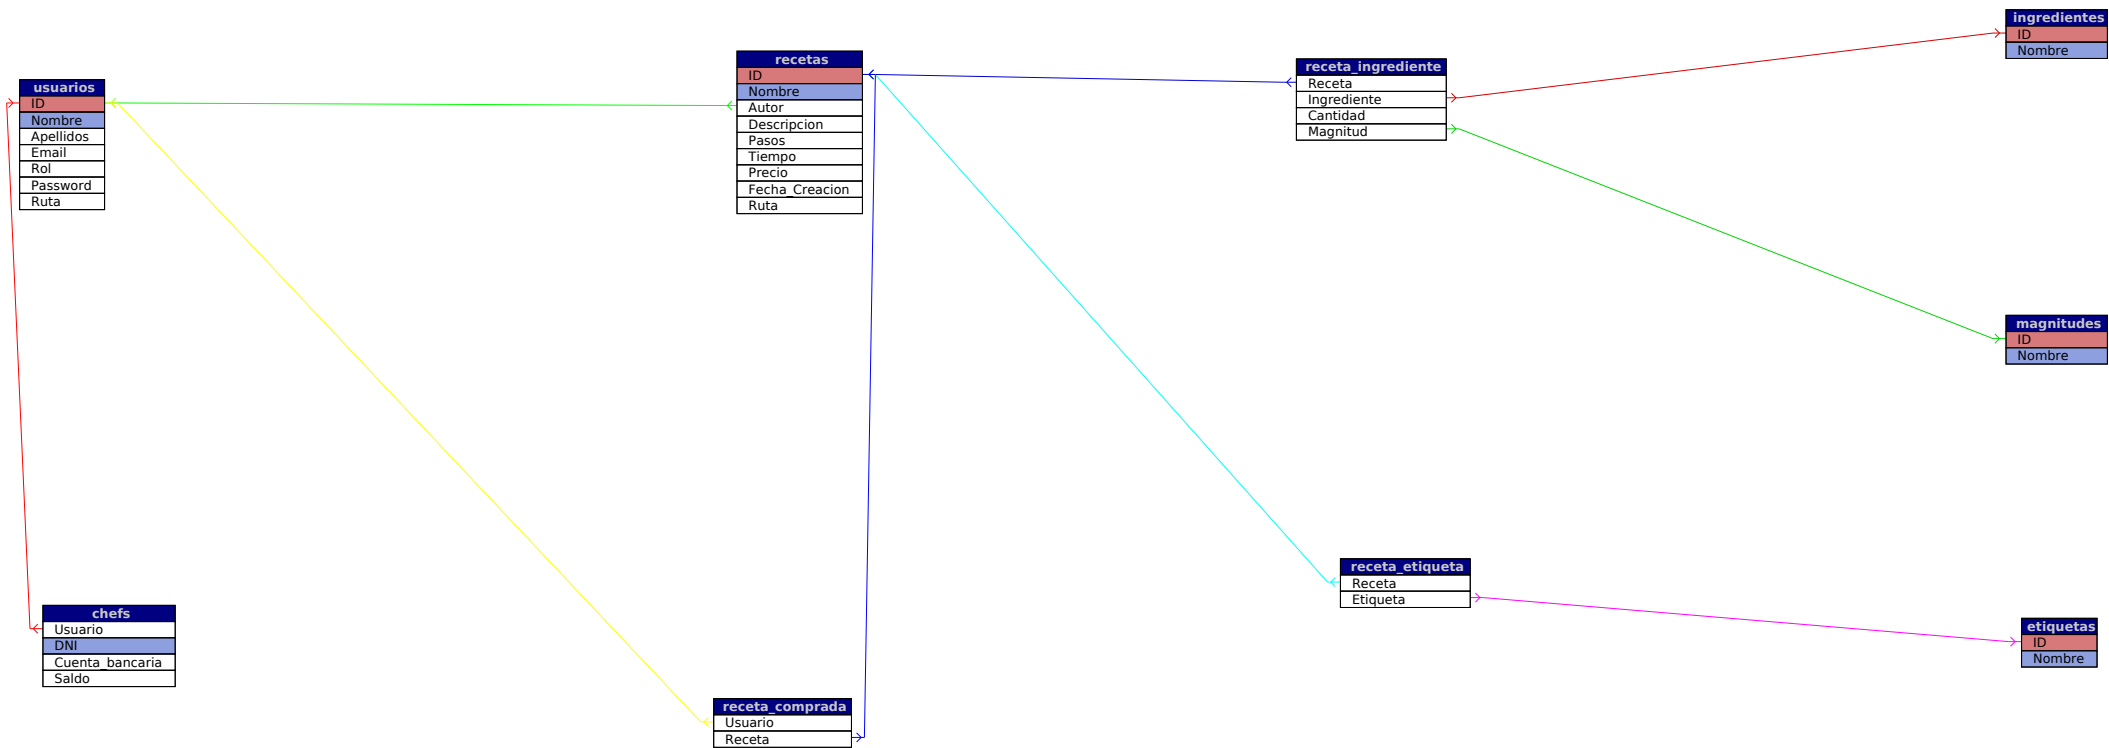 usuarios
ID
Nombre
Apellidos
Email
Rol
Password
Ruta
recetas
ID
Nombre
Autor
Descripcion
Pasos
Tiempo
Precio
Fecha_Creacion
Ruta
receta_ingrediente
Receta
Ingrediente
Cantidad
Magnitud
ingredientes
ID
Nombre
magnitudes
ID
Nombre
chefs
Usuario
DNI
Cuenta_bancaria
Saldo
receta_comprada
Usuario
Receta
receta_etiqueta
Receta
Etiqueta
etiquetas
ID
Nombre